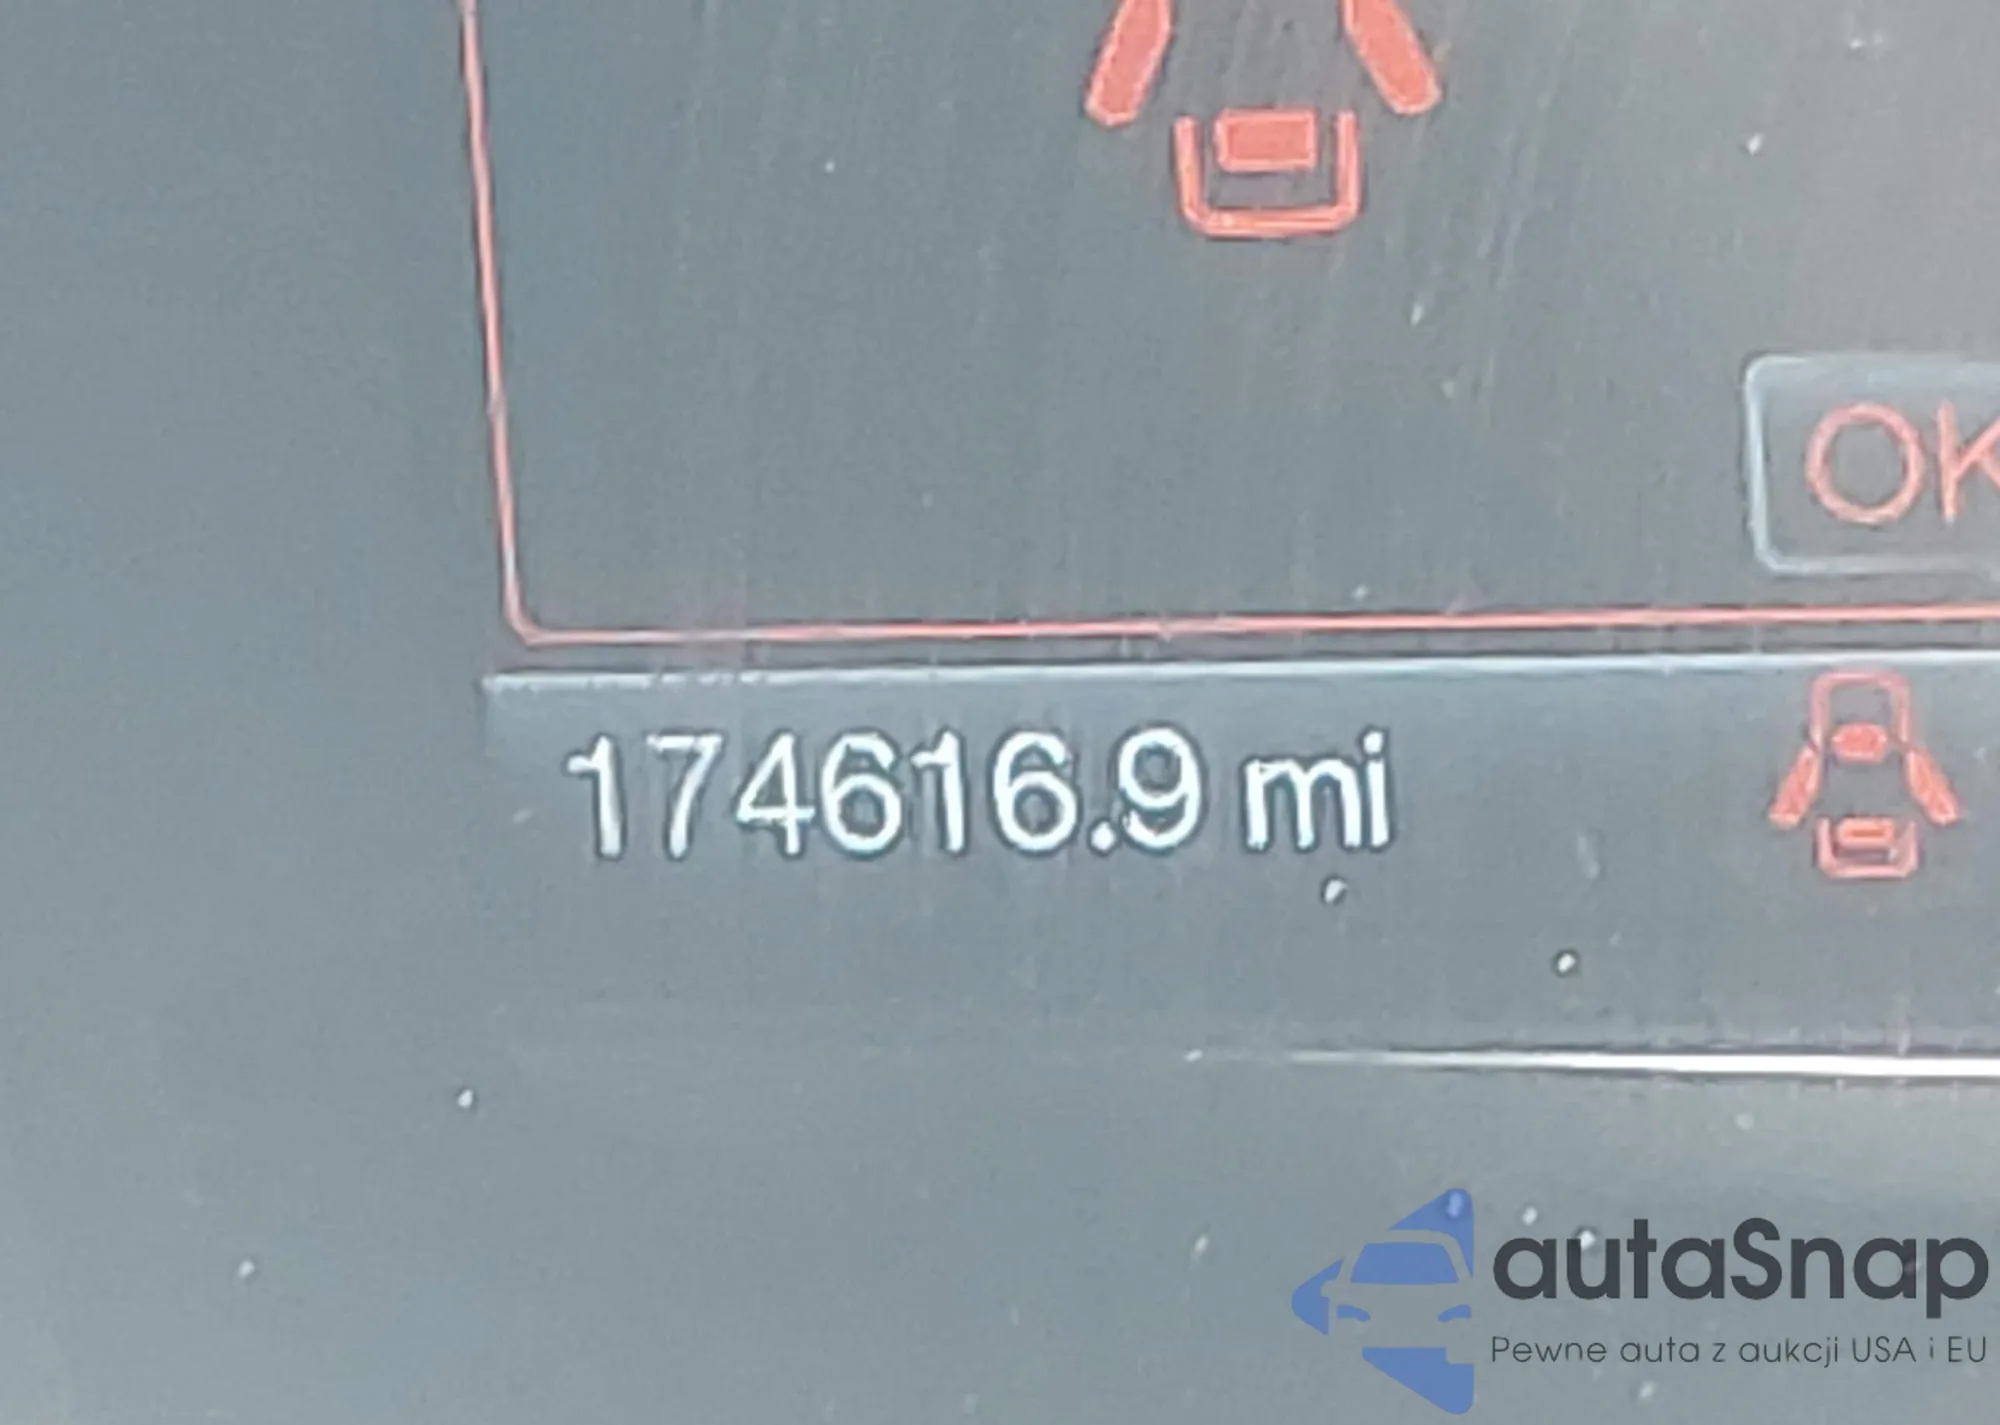 OK
174616.9 mi
autaSnap
Pewne auta z aukcji USA i EU